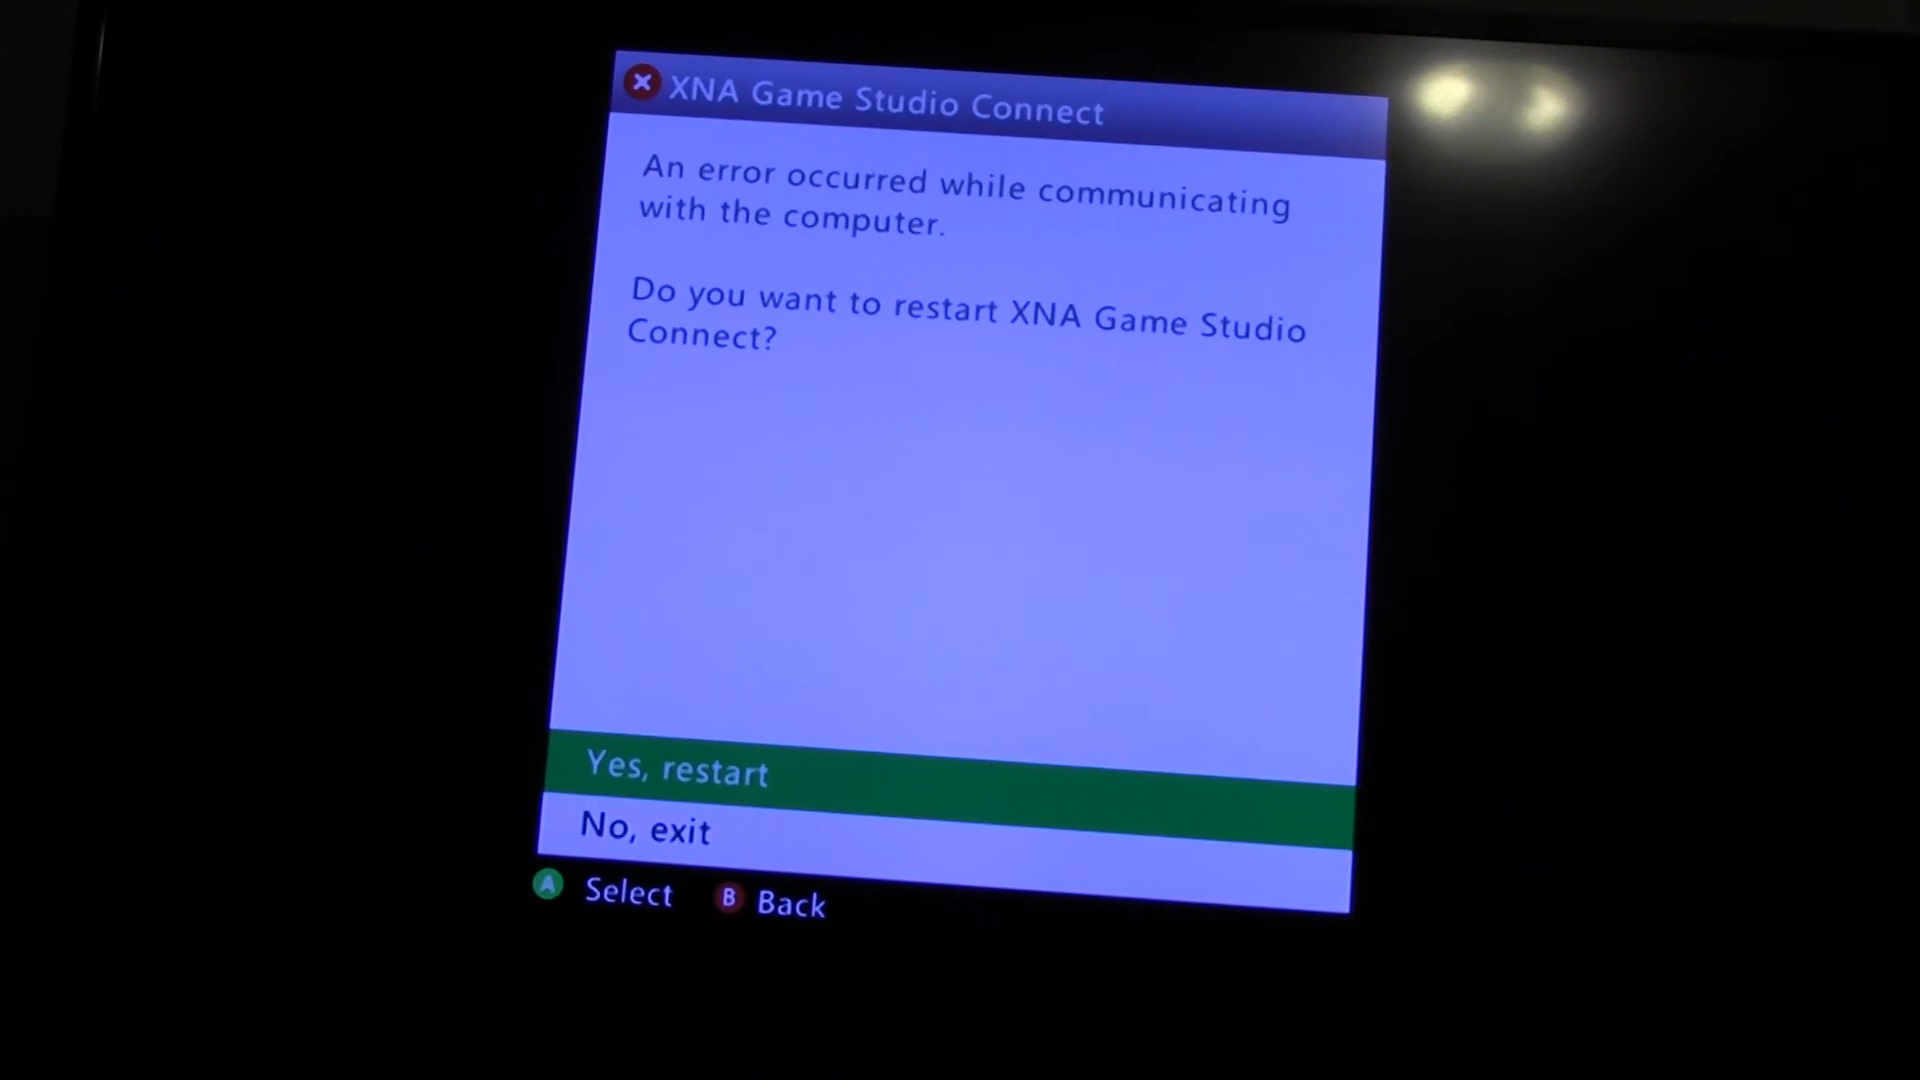 XNA Game Studio Connect
An error occurred while communicating
with the computer.
Do you want to restart XNA Game Studio
Connect?
Yes, restart
No, exit
A Select B Back